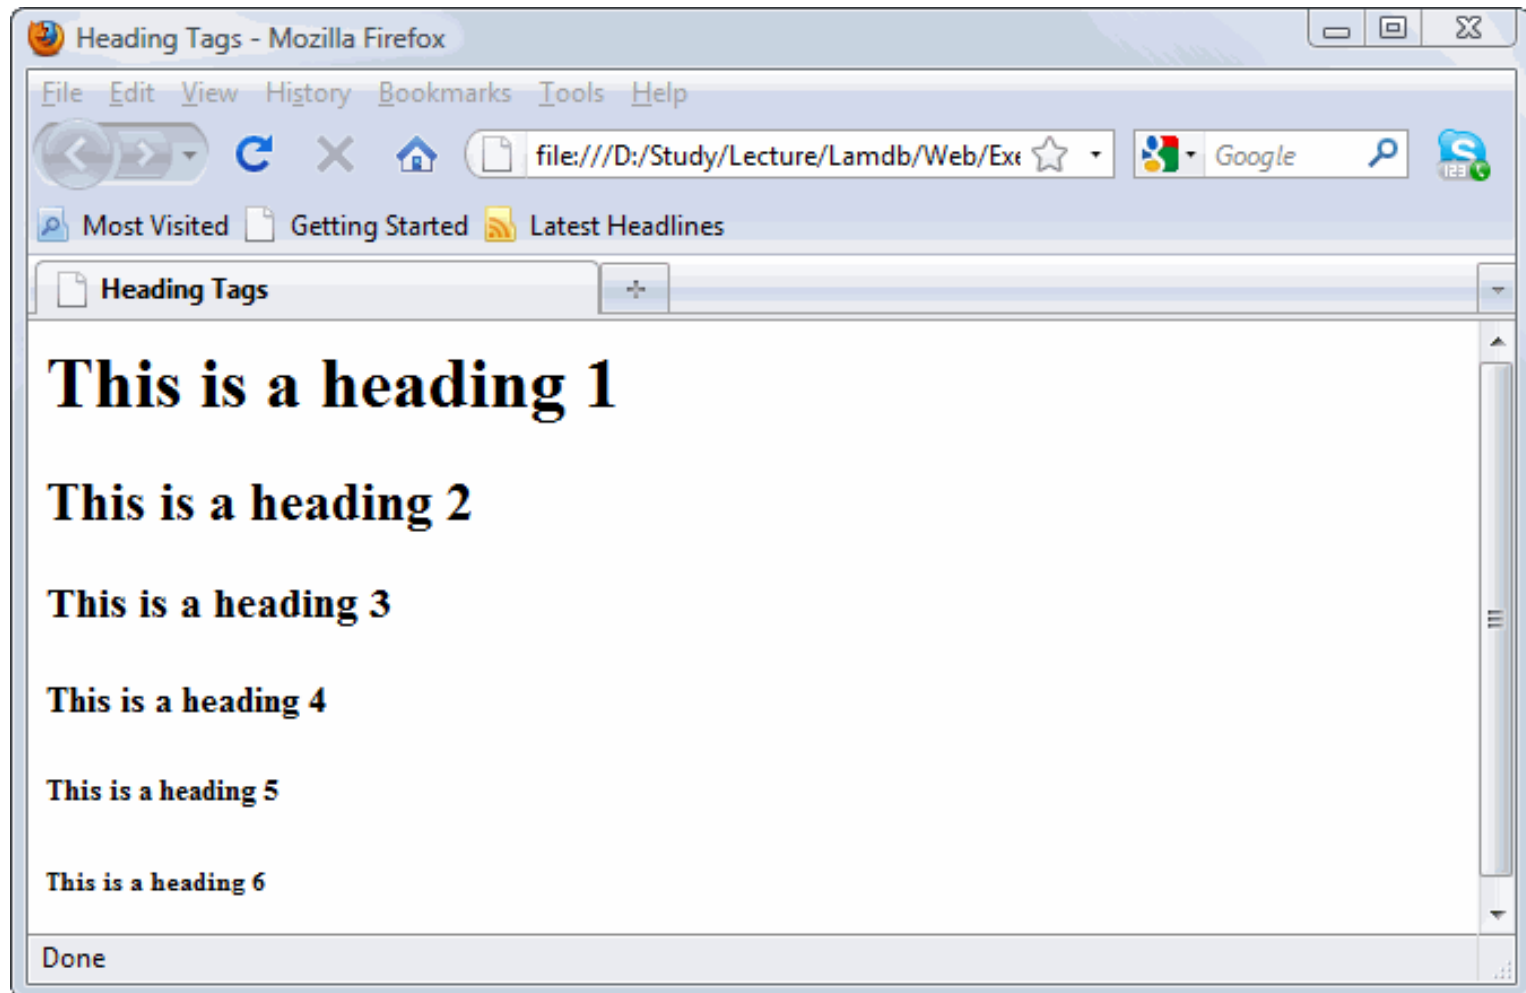 Heading Tags - Mozilla Firefox
File Edit View History Bookmarks Tools Help
file:///D:/Study/Lecture/Lamdb/Web/Exe Google
Most Visited Getting Started Latest Headlines
Heading Tags
This is a heading 1
This is a heading 2
This is a heading 3
This is a heading 4
This is a heading 5
This is a heading 6
Done